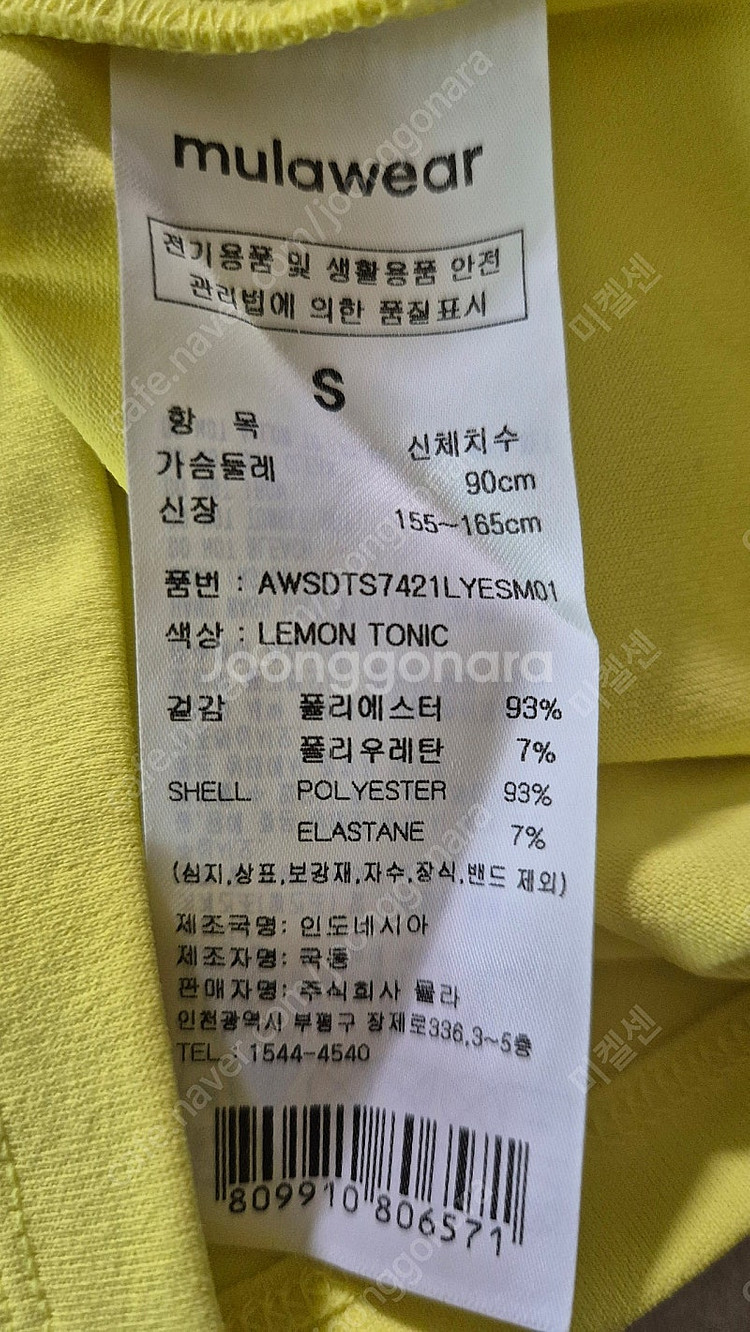 mulawear
전기용품 및 생활용품 안전
관리법에 의한 품질표시
S
항 목 신체치수
가슴둘레 90cm
신장 155~165cm
품번 : AWSDTS7421LYESM01
색상 : LEMON TONIC
Joonggonara
겉감 폴리에스터 93%
폴리우레탄 7%
SHELL POLYESTER 93%
ELASTANE 7%
(심지,상표,보강재,자수,장식,밴드 제외)
제조국명: 인도네시아
제조자명: 국동
판매자명: 주식회사 뮬라
인천광역시 부평구 장제로336,3~5층
TEL : 1544-4540
809910 806571
미켈센
미켈센
미켈센